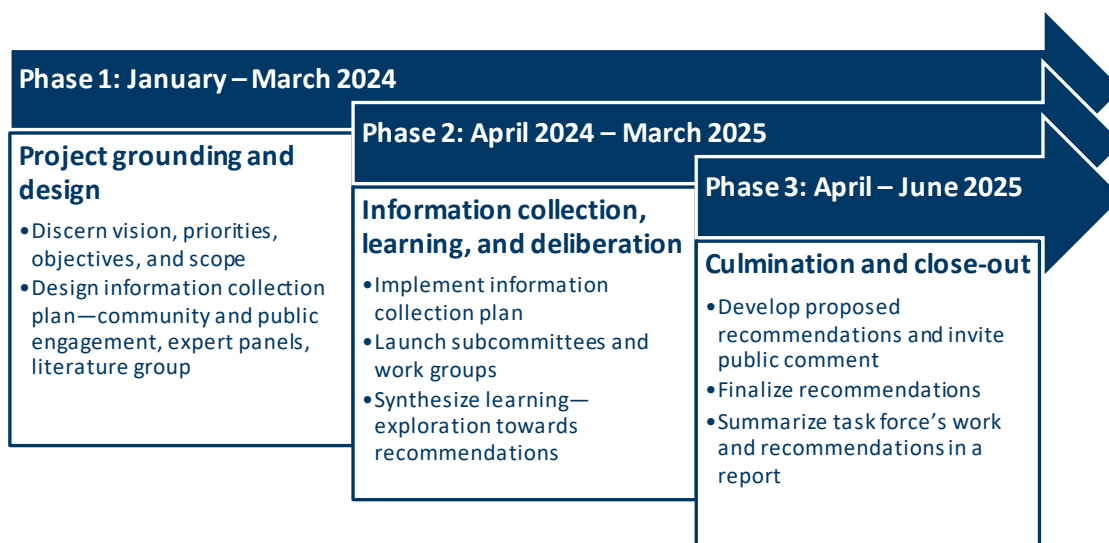 Phase 1: January – March 2024
Project grounding and
design
•Discern vision, priorities,
objectives, and scope
•Design information collection
plan—community and public
engagement, expert panels,
literature group
Phase 2: April 2024 – March 2025
Information collection,
learning, and deliberation
•Implement information
collection plan
•Launch subcommittees and
work groups
•Synthesize learning—
exploration towards
recommendations
Phase 3: April – June 2025
Culmination and close-out
•Develop proposed
recommendations and invite
public comment
•Finalize recommendations
•Summarize task force’s work
and recommendations in a
report